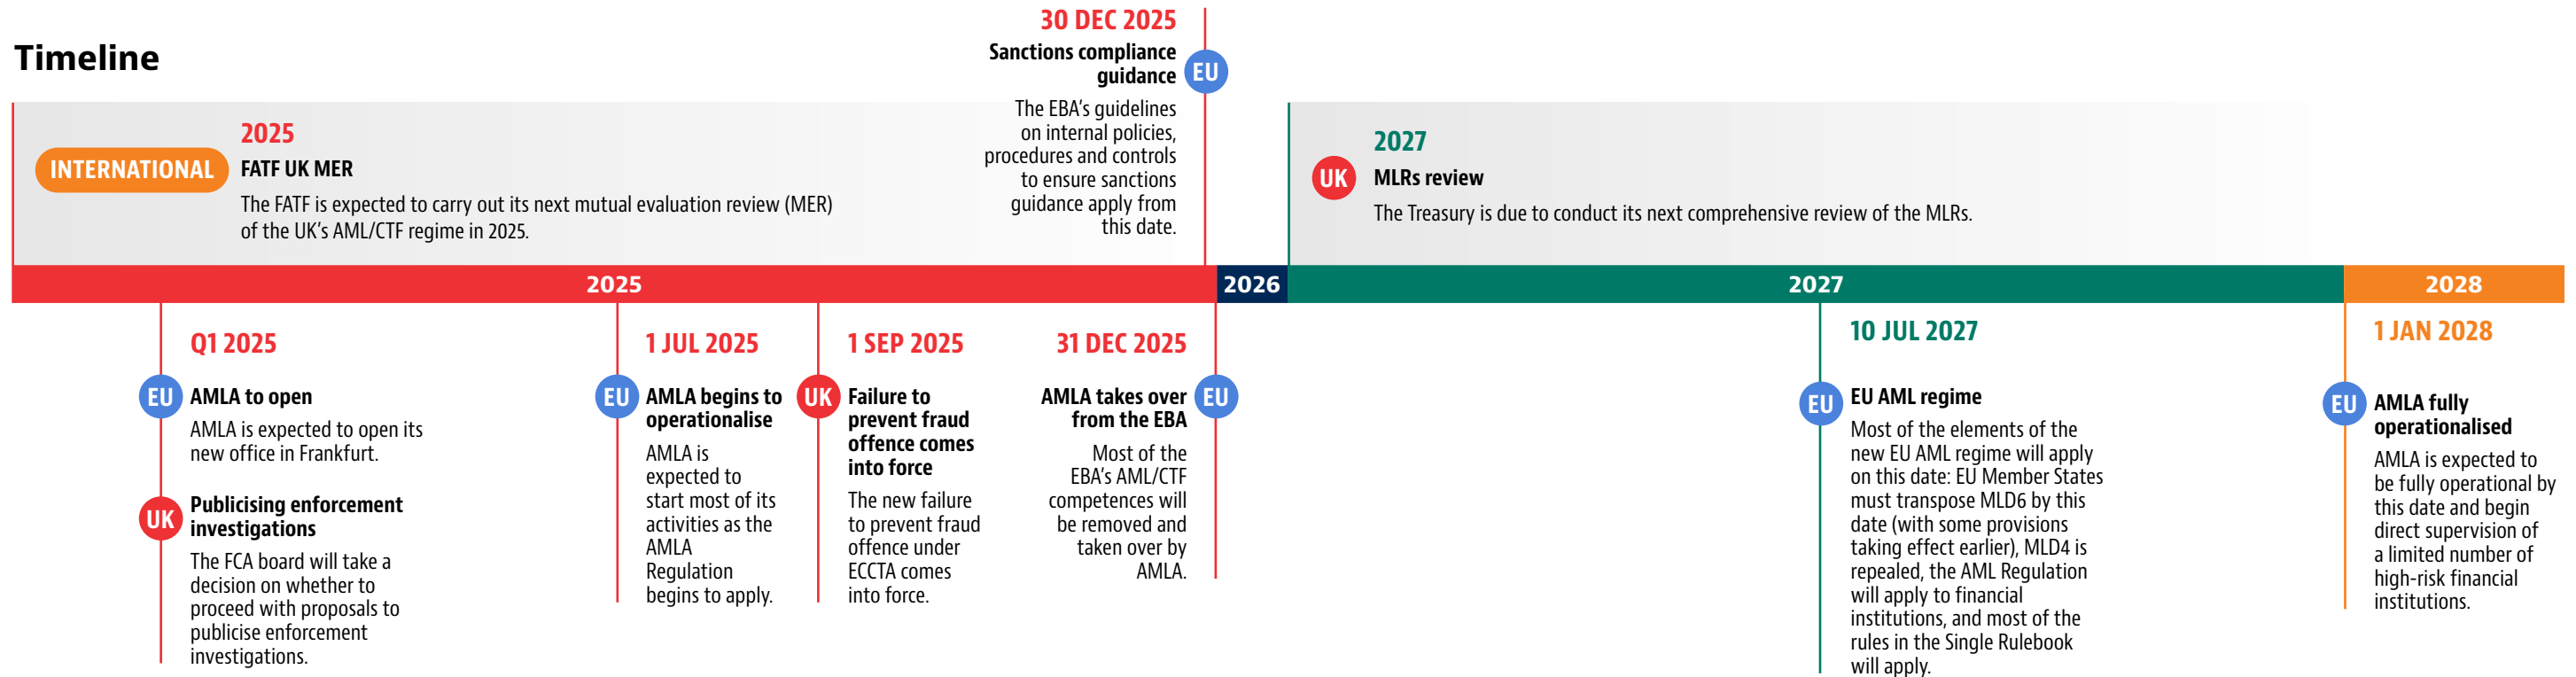 Timeline
INTERNATIONAL
2025
FATF UK MER
The FATF is expected to carry out its next mutual evaluation review (MER)
of the UK's AML/CTF regime in 2025.
30 DEC 2025
Sanctions compliance
guidance
EU
The EBA's guidelines
on internal policies,
procedures and controls
to ensure sanctions
guidance apply from
this date.
2027
UK
MLRs review
The Treasury is due to conduct its next comprehensive review of the MLRs.
2025
2026
2027
2028
Q1 2025
EU
AMLA to open
AMLA is expected to open its
new office in Frankfurt.
UK
Publicising enforcement
investigations
The FCA board will take a
decision on whether to
proceed with proposals to
publicise enforcement
investigations.
1 JUL 2025
EU
AMLA begins to
operationalise
AMLA is
expected to
start most of its
activities as the
AMLA
Regulation
begins to apply.
1 SEP 2025
UK
Failure to
prevent fraud
offence comes
into force
The new failure
to prevent fraud
offence under
ECCTA comes
into force.
31 DEC 2025
AMLA takes over
from the EBA
EU
Most of the
EBA's AML/CTF
competences will
be removed and
taken over by
AMLA.
10 JUL 2027
EU
EU AML regime
Most of the elements of the
new EU AML regime will apply
on this date: EU Member States
must transpose MLD6 by this
date (with some provisions
taking effect earlier), MLD4 is
repealed, the AML Regulation
will apply to financial
institutions, and most of the
rules in the Single Rulebook
will apply.
1 JAN 2028
EU
AMLA fully
operationalised
AMLA is expected to
be fully operational by
this date and begin
direct supervision of
a limited number of
high-risk financial
institutions.